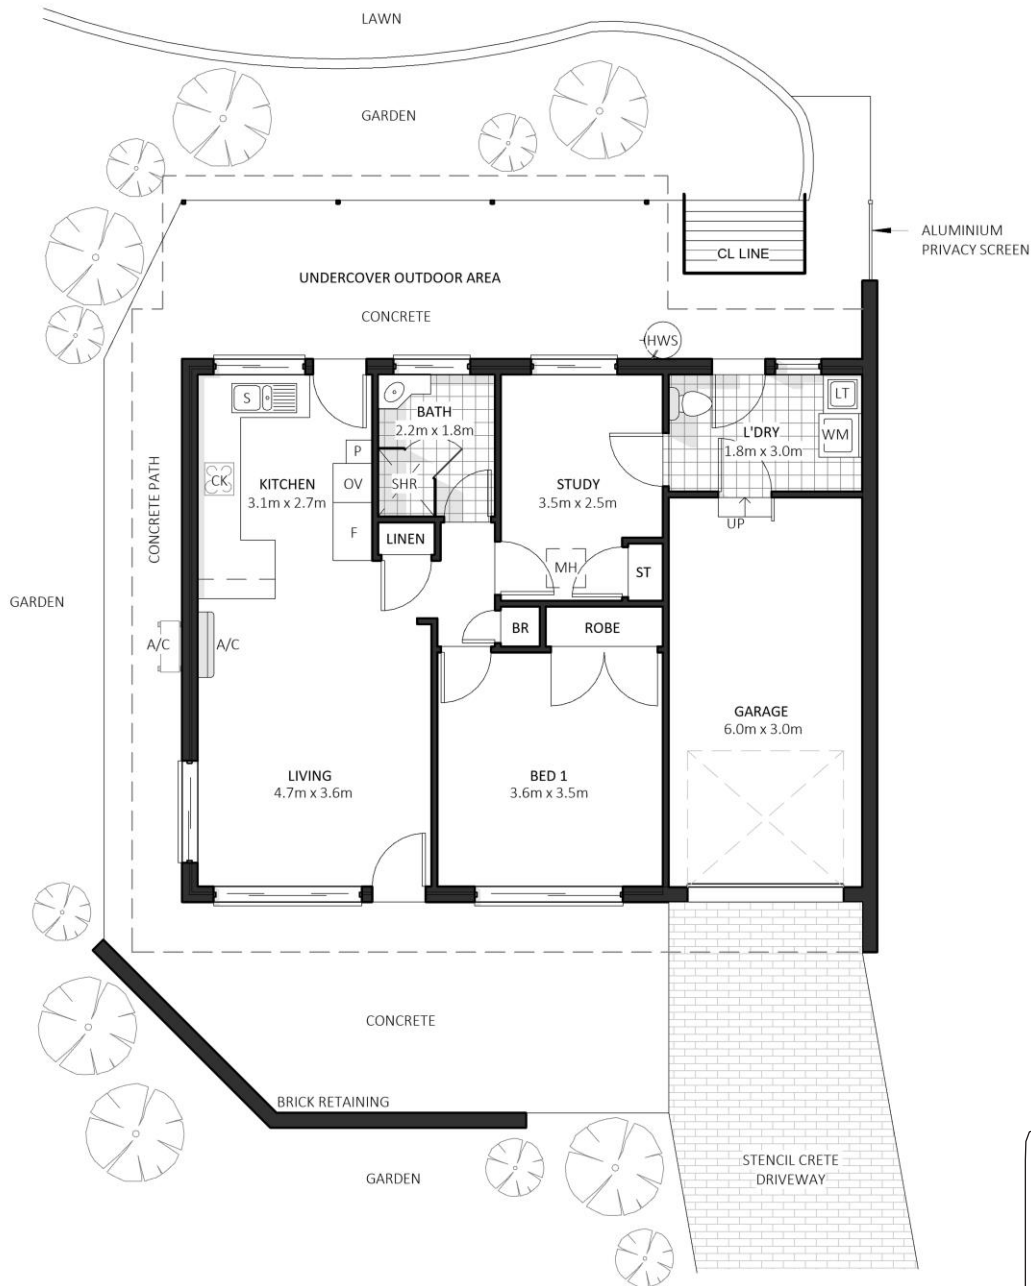 LAWN
GARDEN
ALUMINIUM
PRIVACY SCREEN
CL LINE
UNDERCOVER OUTDOOR AREA
CONCRETE
HWS
S
BATH
2.2m x 1.8m
LT
L'DRY
1.8m x 3.0m
WM
P
CK
KITCHEN
3.1m x 2.7m
OV
SHR
STUDY
3.5m x 2.5m
CONCRETE PATH
F
LINEN
UP
MH
ST
GARDEN
A/C
A/C
BR
ROBE
GARAGE
6.0m x 3.0m
LIVING
4.7m x 3.6m
BED 1
3.6m x 3.5m
CONCRETE
BRICK RETAINING
GARDEN
STENCIL CRETE
DRIVEWAY